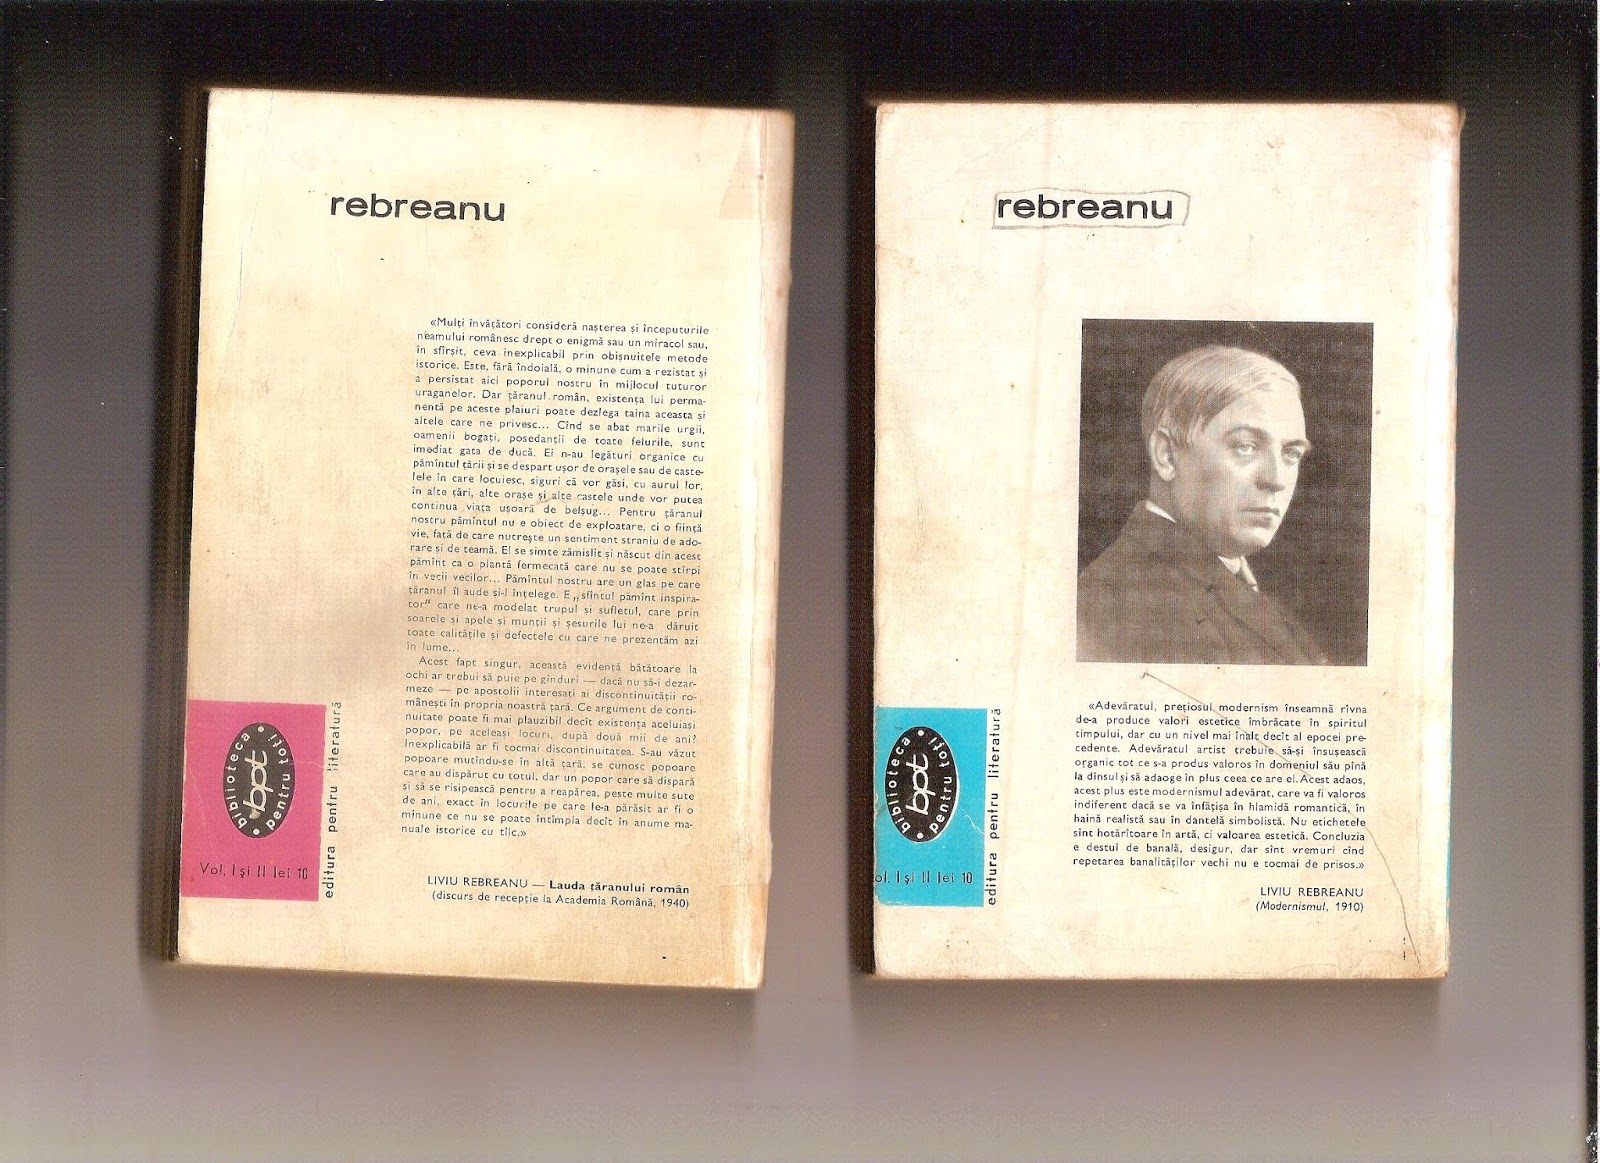 rebreanu
«Mulți învățători consideră nașterea și începuturile
neamului românesc drept o enigmă sau un miracol sau,
în sfîrșit, ceva inexplicabil prin obișnuitele metode
istorice. Este, fără îndoială, o minune cum a rezistat și
a persistat aici poporul nostru în mijlocul tuturor
uraganelor. Dar țăranul român, existența lui perma-
nentă pe aceste plaiuri poate dezlega taina aceasta și
altele care ne privesc... Cînd se abat marile urgii,
oamenii bogați, posedanții de toate felurile, sunt
imediat gata de ducă. Ei n-au legături organice cu
pămîntul țării și se despart ușor de orașele sau de caste-
lele în care locuiesc, siguri că vor găsi, cu aurul lor,
în alte țări, alte orașe și alte castele unde vor putea
continua viața ușoară de belșug... Pentru țăranul
nostru pămîntul nu e obiect de exploatare, ci o ființă
vie, față de care nutrește un sentiment straniu de ado-
rare și de teamă. El se simte zămislit și născut din acest
pămînt ca o plantă fermecată care nu se poate stîrpi
în vecii vecilor... Pămîntul nostru are un glas pe care
țăranul îl aude și-l înțelege. E „sfîntul pămînt inspira-
tor“ care ne-a modelat trupul și sufletul, care prin
soarele și apele și munții și șesurile lui ne-a dăruit
toate calitățile și defectele cu care ne prezentăm azi
în lume...
Acest fapt singur, această evidență bătătoare la
ochi ar trebui să puie pe gînduri — dacă nu să-i dezar-
meze — pe apostolii interesați ai discontinuității ro-
mânești în propria noastră țară. Ce argument de conti-
nuitate poate fi mai plauzibil decît existența aceluiași
popor, pe aceleași locuri, după două mii de ani?
Inexplicabilă ar fi tocmai discontinuitatea. S-au văzut
popoare mutîndu-se în altă țară, se cunosc popoare
care au dispărut cu totul, dar un popor care să dispară
și să se risipească pentru a reapărea, peste multe sute
de ani, exact în locurile pe care le-a părăsit ar fi o
minune ce nu se poate întîmpla decît în anume ma-
nuale istorice cu tîlc.»
LIVIU REBREANU — Lauda țăranului român
(discurs de recepție la Academia Română, 1940)
biblioteca
bpt
pentru toți
Vol. I și II lei 10
editura pentru literatură
rebreanu
«Adevăratul, prețiosul modernism înseamnă rîvna
de-a produce valori estetice îmbrăcate în spiritul
timpului, dar cu un nivel mai înalt decît al epocei pre-
cedente. Adevăratul artist trebuie să-și însușească
organic tot ce s-a produs valoros în domeniul său pînă
la dînsul și să adaoge în plus ceea ce are el. Acest adaos,
acest plus este modernismul adevărat, care va fi valoros
indiferent dacă se va înfățișa în hlamidă romantică, în
haină realistă sau în dantelă simbolistă. Nu etichetele
sînt hotărîtoare în artă, ci valoarea estetică. Concluzia
e destul de banală, desigur, dar sînt vremuri cînd
repetarea banalităților vechi nu e tocmai de prisos.»
LIVIU REBREANU
(Modernismul, 1910)
biblioteca
bpt
pentru toți
ol. I și II lei 10
editura pentru literatură